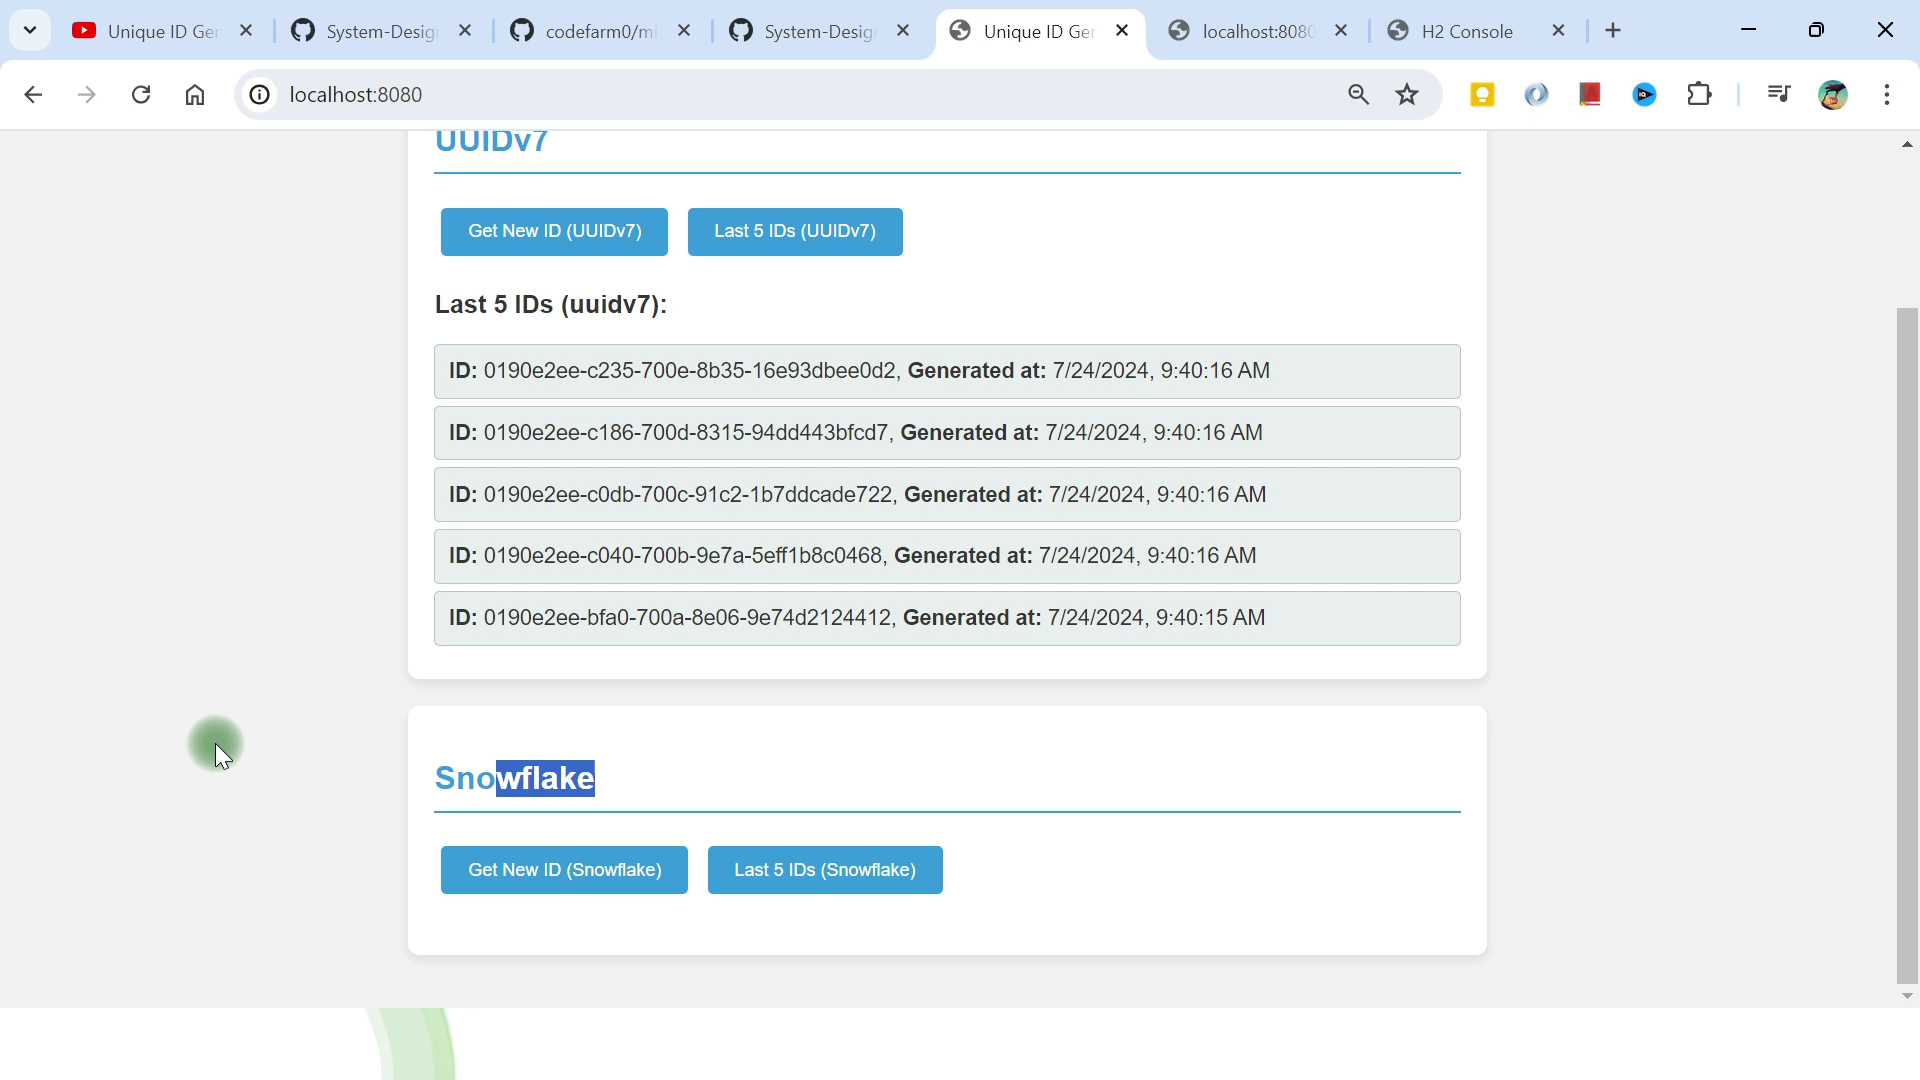 Unique ID Ger
System-Desig
codefarm0/mi
System-Desig
Unique ID Ger
localhost:8080
H2 Console
localhost:8080
UUIDv7
Get New ID (UUIDv7)
Last 5 IDs (UUIDv7)
Last 5 IDs (uuidv7):
ID: 0190e2ee-c235-700e-8b35-16e93dbee0d2, Generated at: 7/24/2024, 9:40:16 AM
ID: 0190e2ee-c186-700d-8315-94dd443bfcd7, Generated at: 7/24/2024, 9:40:16 AM
ID: 0190e2ee-c0db-700c-91c2-1b7ddcade722, Generated at: 7/24/2024, 9:40:16 AM
ID: 0190e2ee-c040-700b-9e7a-5eff1b8c0468, Generated at: 7/24/2024, 9:40:16 AM
ID: 0190e2ee-bfa0-700a-8e06-9e74d2124412, Generated at: 7/24/2024, 9:40:15 AM
Snowflake
Get New ID (Snowflake)
Last 5 IDs (Snowflake)